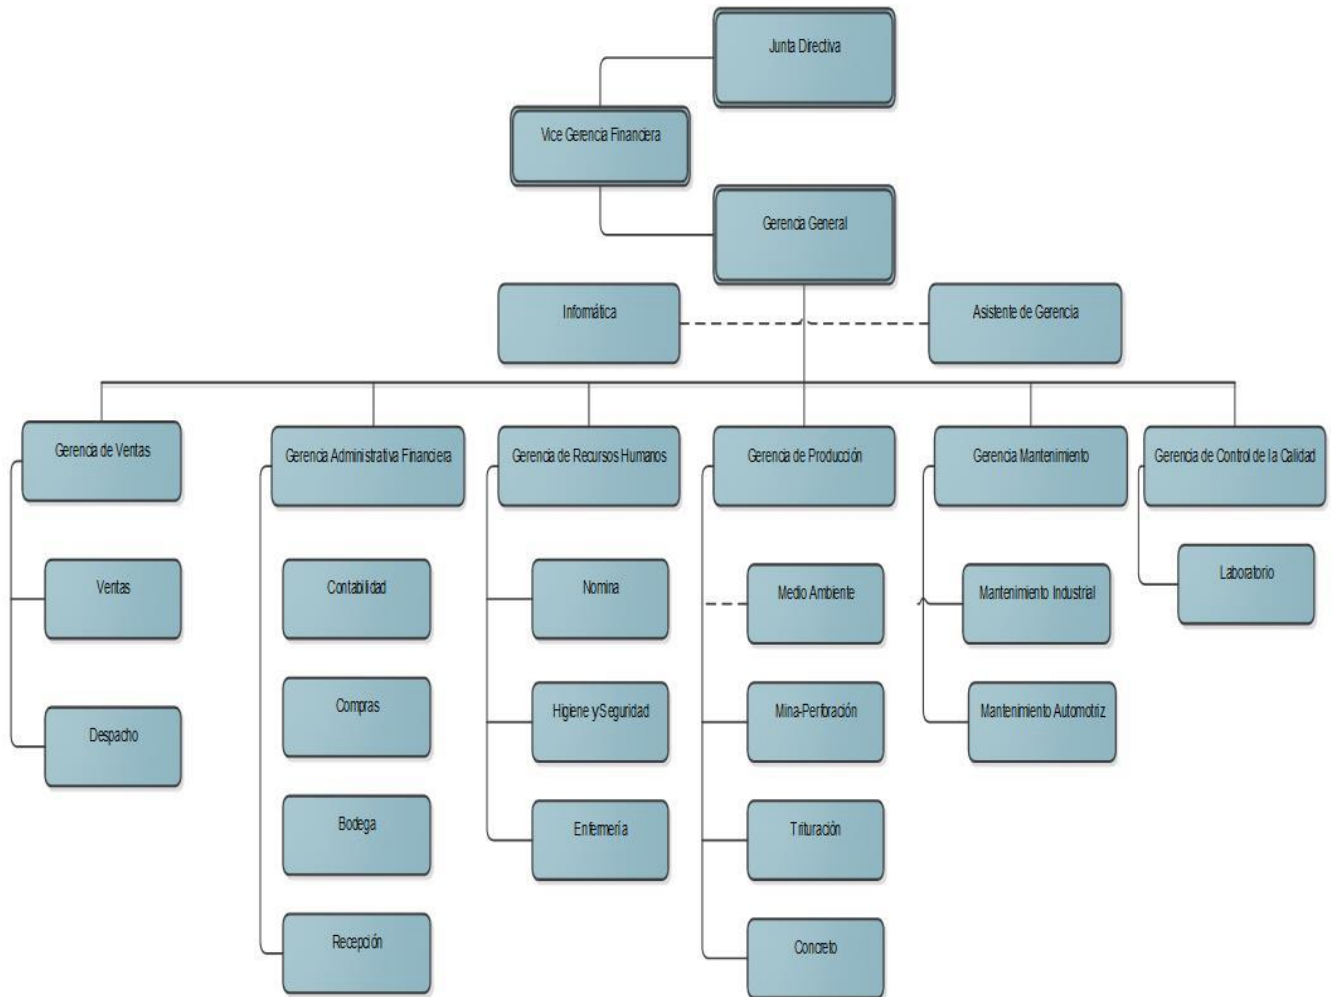 Junta Directiva
Vice Gerencia Financiera
Gerencia General
Informática
Asistente de Gerencia
Gerencia de Ventas
Gerencia Administrativa Financiera
Gerencia de Recursos Humanos
Gerencia de Producción
Gerencia Mantenimiento
Gerencia de Control de la Calidad
Ventas
Despacho
Contabilidad
Compras
Bodega
Recepción
Nomina
Higiene y Seguridad
Enfermería
Medio Ambiente
Mina-Perforación
Trituración
Concreto
Mantenimiento Industrial
Mantenimiento Automotriz
Laboratorio